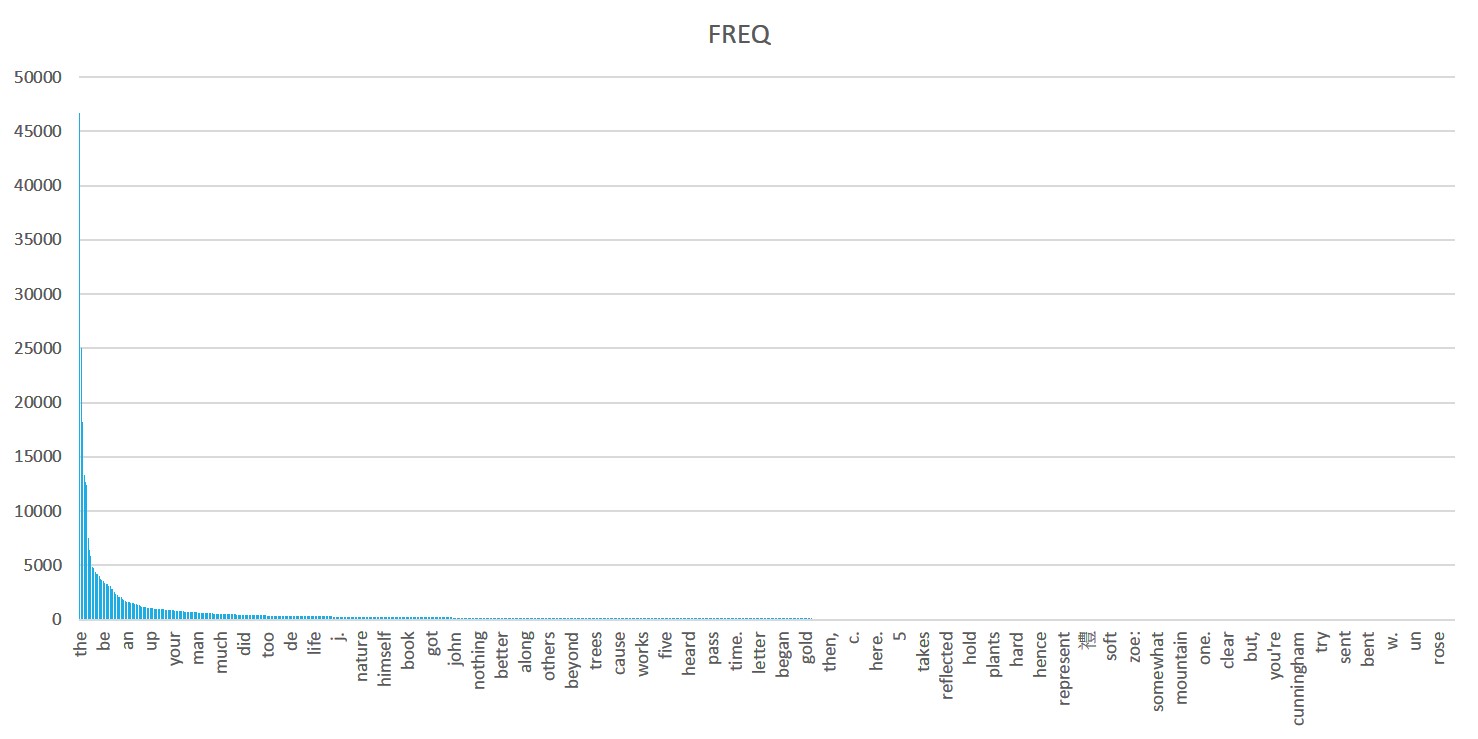 FREQ
50000
45000
40000
35000
30000
25000
20000
15000
10000
5000
0
the
be
an
up
your
man
much
did
too
de
life
j.
nature
himself
book
got
john
nothing
better
along
others
beyond
trees
cause
works
five
heard
pass
time.
letter
began
gold
then,
c.
here.
5
takes
reflected
hold
plants
hard
hence
represent
禮
soft
zoe:
somewhat
mountain
one.
clear
but,
you're
cunningham
try
sent
bent
w.
un
rose